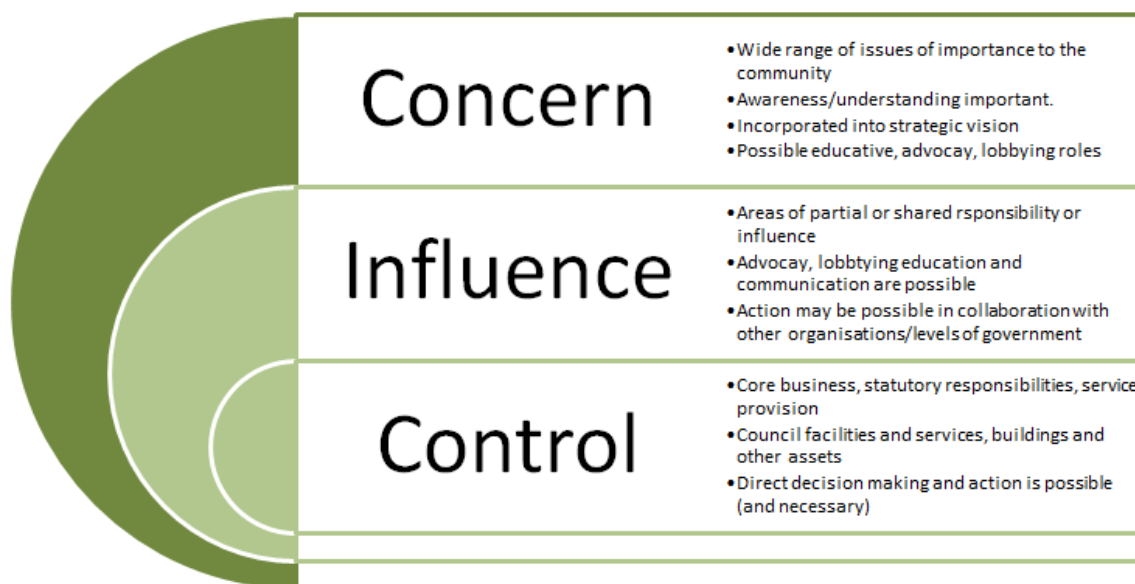 Concern
•Wide range of issues of importance to the
community
•Awareness/understanding important.
•Incorporated into strategic vision
•Possible educative, advocay, lobbying roles
Influence
•Areas of partial or shared rsponsibility or
influence
•Advocay, lobbtying education and
communication are possible
•Action may be possible in collaboration with
other organisations/levels of government
Control
•Core business, statutory responsibilities, service
provision
•Council facilities and services, buildings and
other assets
•Direct decision making and action is possible
(and necessary)